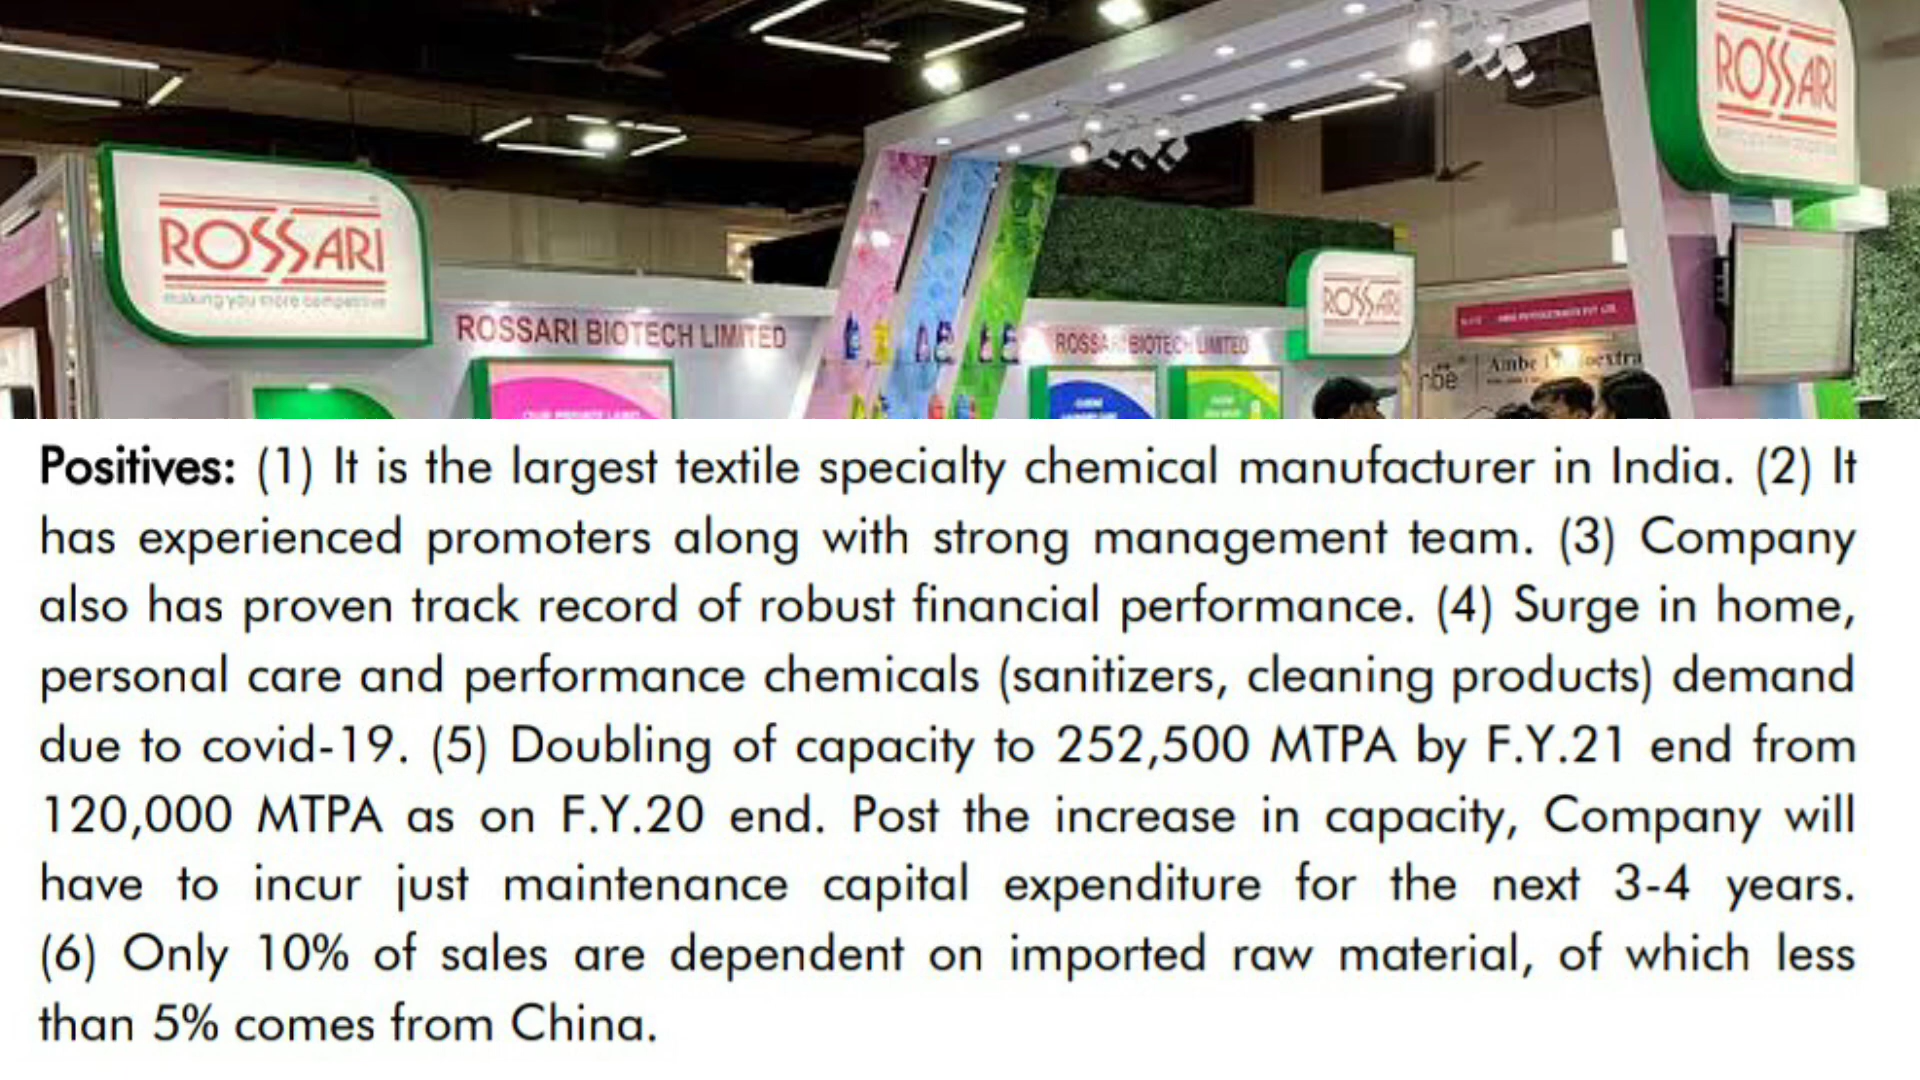 ROSSARI
ROSSARI
making you more competitive
ROSSARI BIOTECH LIMITED
ROSSARI
ROSSARI BIOTECH LIMITED
Ambe
OUR PRIVATE LABEL
Positives: (1) It is the largest textile specialty chemical manufacturer in India. (2) It
has experienced promoters along with strong management team. (3) Company
also has proven track record of robust financial performance. (4) Surge in home,
personal care and performance chemicals (sanitizers, cleaning products) demand
due to covid-19. (5) Doubling of capacity to 252,500 MTPA by F.Y.21 end from
120,000 MTPA as on F.Y.20 end. Post the increase in capacity, Company will
have to incur just maintenance capital expenditure for the next 3-4 years.
(6) Only 10% of sales are dependent on imported raw material, of which less
than 5% comes from China.